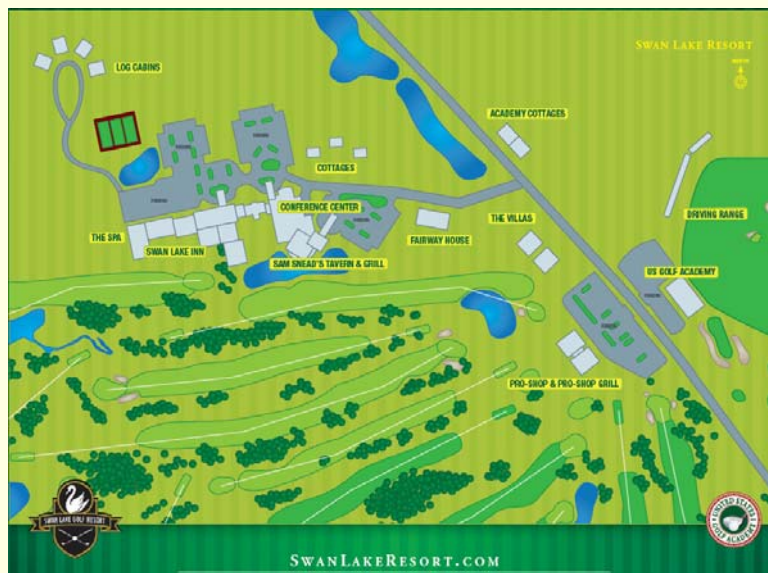 SWAN LAKE RESORT
LOG CABINS
ACADEMY COTTAGES
COTTAGES
CONFERENCE CENTER
THE VILLAS
DRIVING RANGE
THE SPA
SWAN LAKE INN
FAIRWAY HOUSE
SAM SNEAD'S TAVERN & GRILL
US GOLF ACADEMY
PRO-SHOP & PRO-SHOP GRILL
SWAN LAKE GOLF RESORT
UNITED STATES
GOLF ACADEMY
SWANLAKERESORT.COM